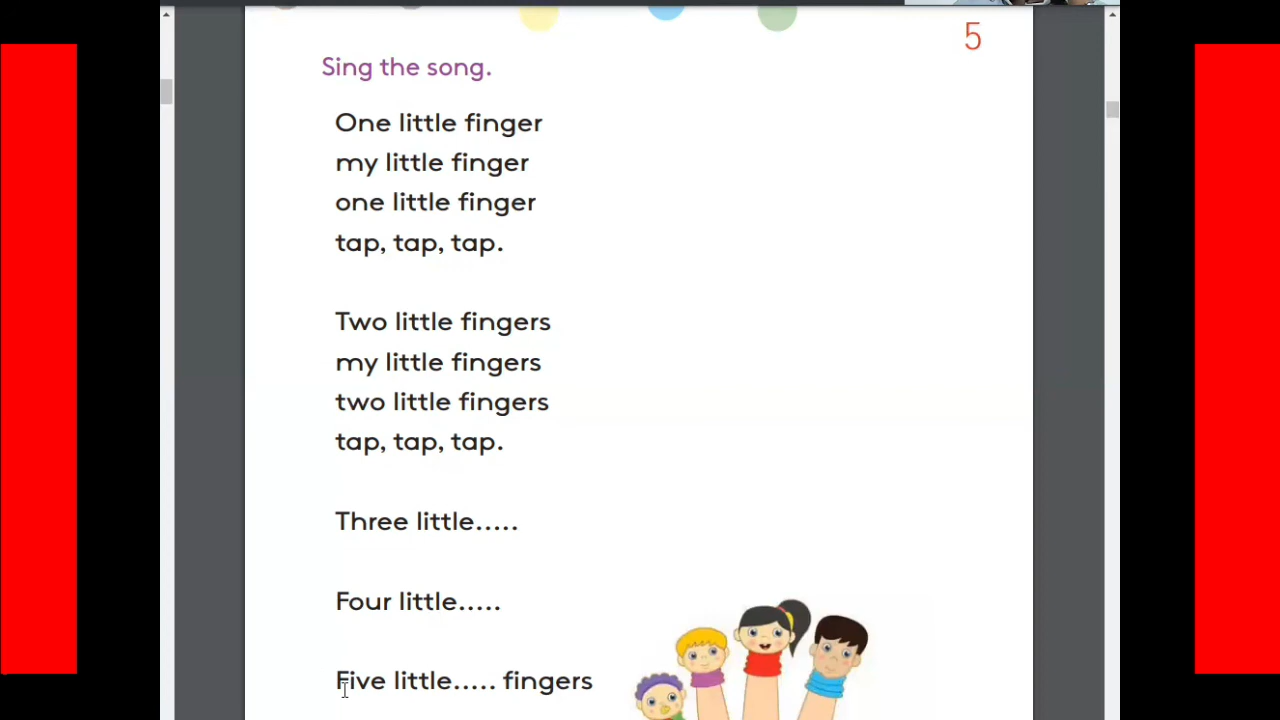 5
Sing the song.
One little finger
my little finger
one little finger
tap, tap, tap.
Two little fingers
my little fingers
two little fingers
tap, tap, tap.
Three little.....
Four little.....
Five little..... fingers